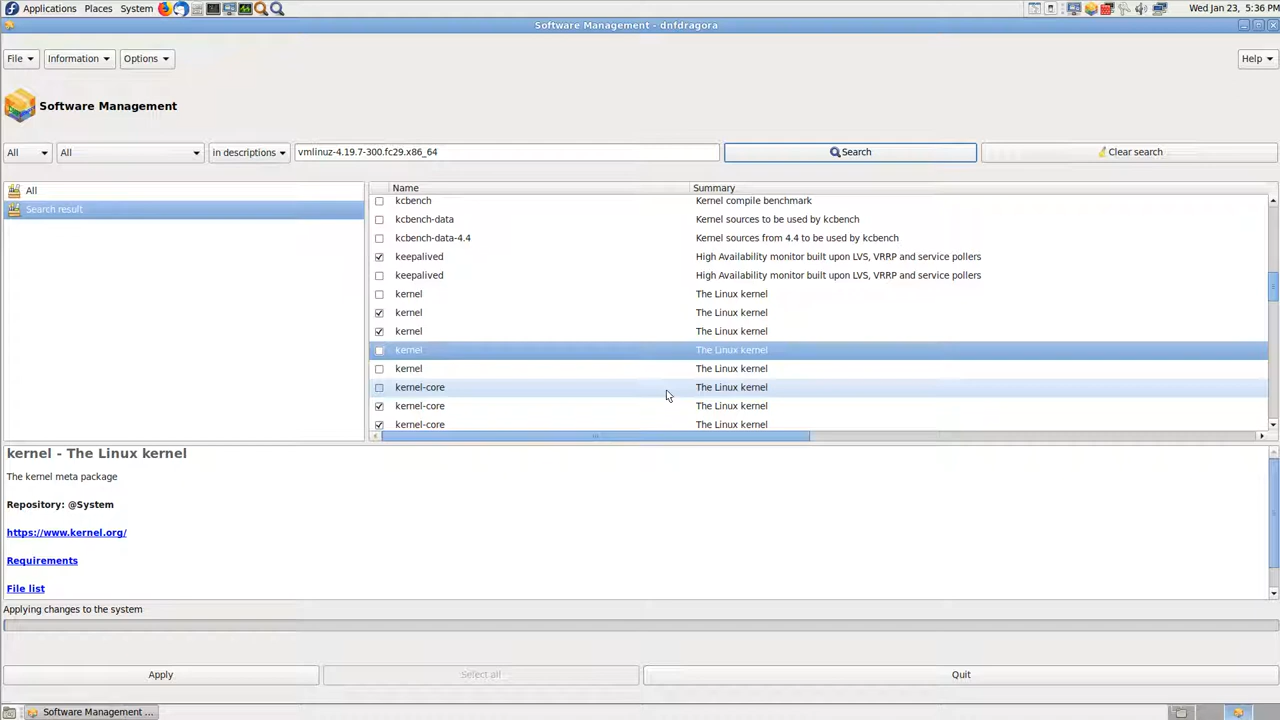 Applications Places System Wed Jan 23, 5:36 PM
Software Management - dnfdragora
File Information Options Help
Software Management
All All in descriptions vmlinuz-4.19.7-300.fc29.x86_64 Search Clear search
All
Search result
Name Summary
kcbench Kernel compile benchmark
kcbench-data Kernel sources to be used by kcbench
kcbench-data-4.4 Kernel sources from 4.4 to be used by kcbench
keepalived High Availability monitor built upon LVS, VRRP and service pollers
keepalived High Availability monitor built upon LVS, VRRP and service pollers
kernel The Linux kernel
kernel The Linux kernel
kernel The Linux kernel
kernel The Linux kernel
kernel The Linux kernel
kernel-core The Linux kernel
kernel-core The Linux kernel
kernel-core The Linux kernel
kernel - The Linux kernel
The kernel meta package
Repository: @System
https://www.kernel.org/
Requirements
File list
Applying changes to the system
Apply Select all Quit
Software Management ...